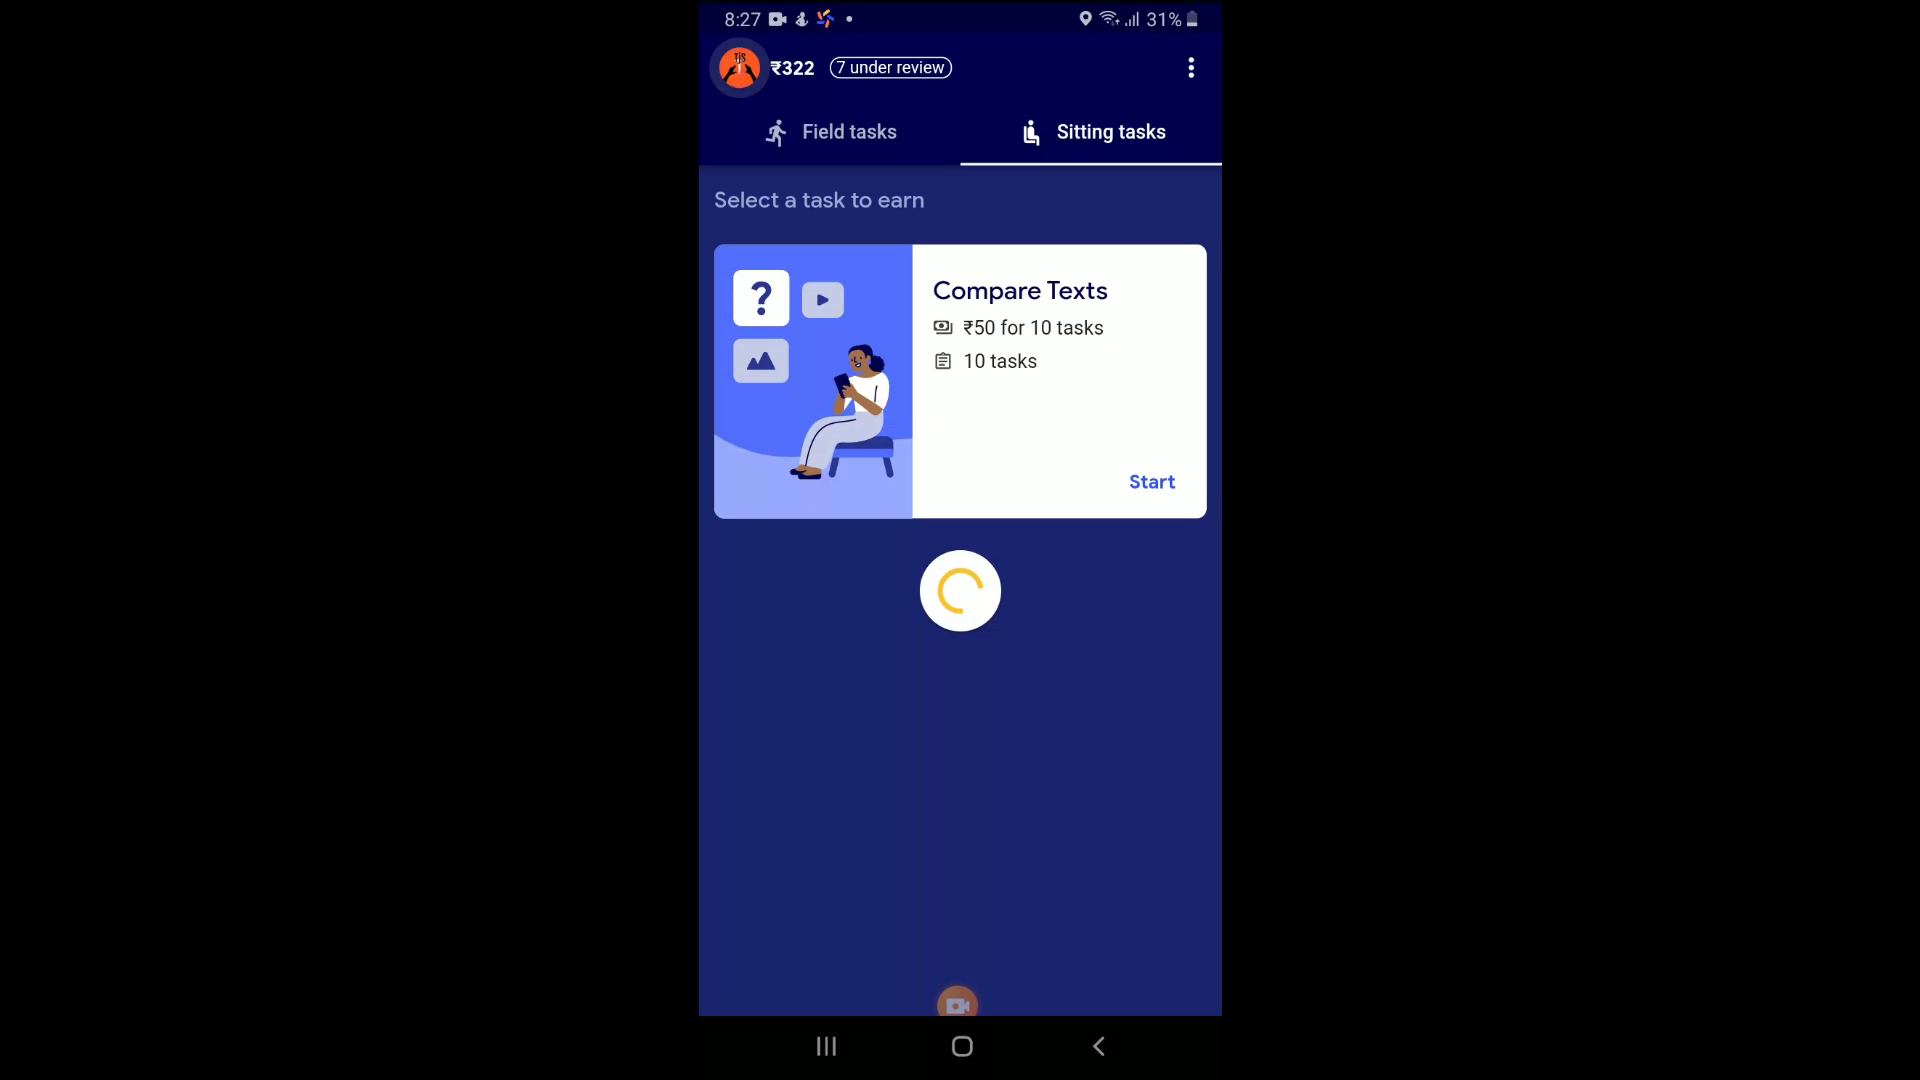 8:27
31%
₹322
7 under review
Field tasks
Sitting tasks
Select a task to earn
?
Compare Texts
₹50 for 10 tasks
10 tasks
Start